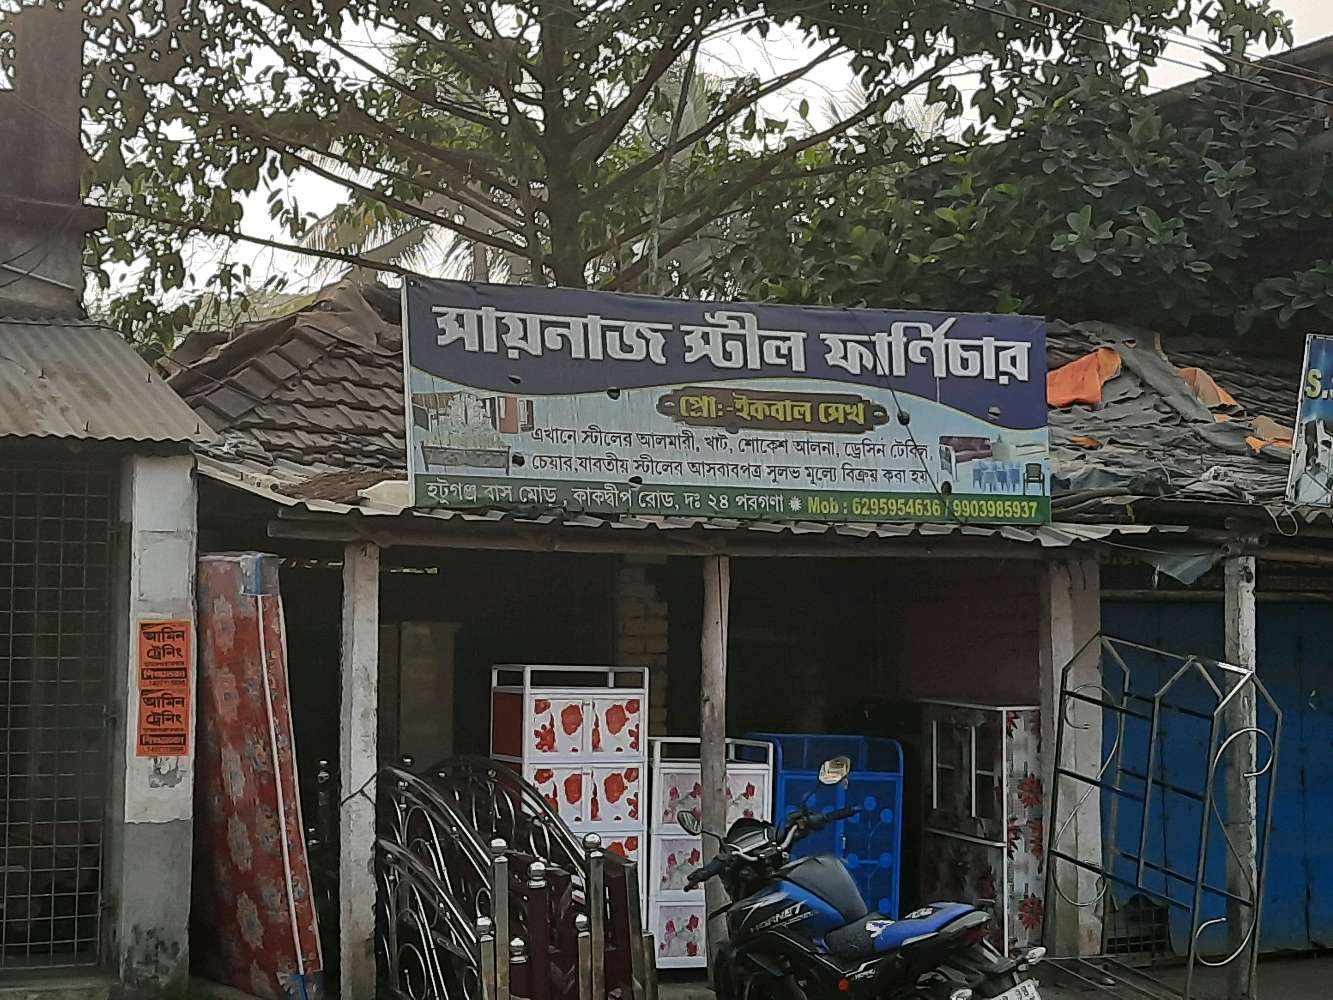 সায়নাজ স্টীল ফার্ণিচার
প্রো:-ইকবাল সেখ
এখানে স্টীলের আলমারী, খাট, শোকেশ আলনা, ড্রেসিন টেবিল,
চেয়ার,যাবতীয় স্টীলের আসবাবপত্র সুলভ মূল্যে বিক্রয় করা হয়
হটুগঞ্জ বাস মোড়, কাকদ্বীপ রোড, দঃ ২৪ পরগণা Mob : 6295954636 / 9903985937
S..
আমিন
ট্রেনিং
আমিন
ট্রেনিং
HORNET